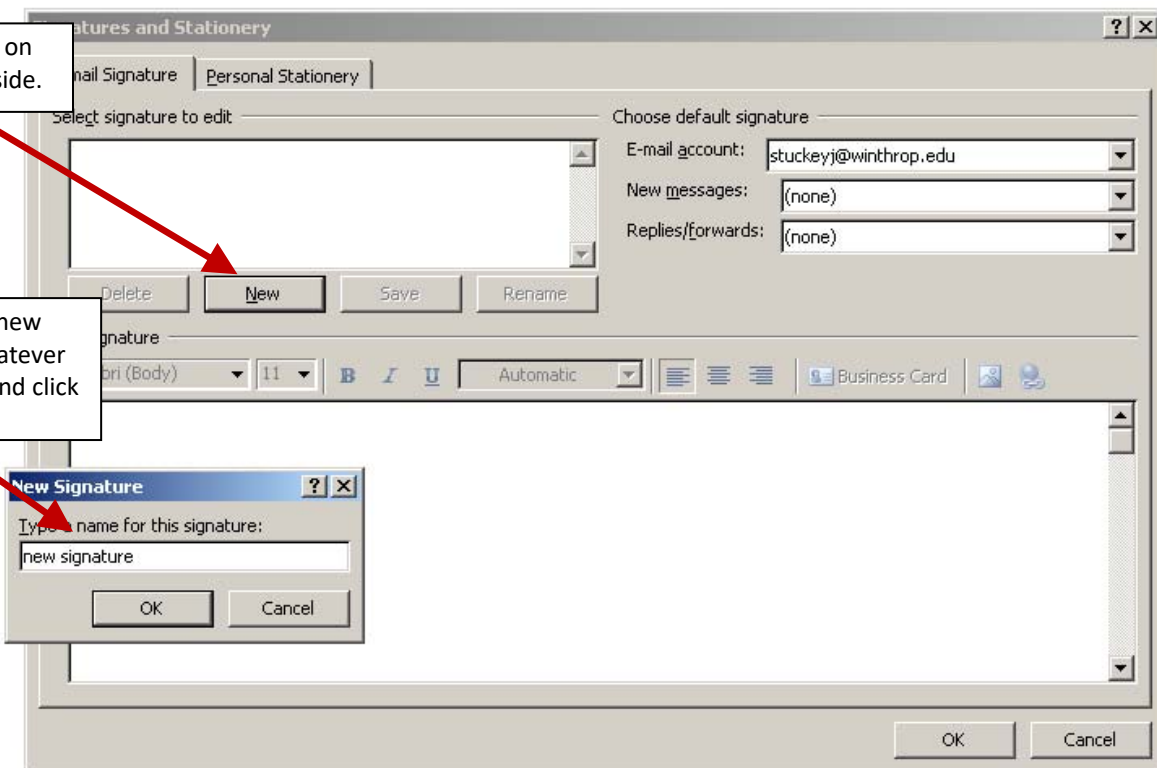 atures and Stationery
on
side.
mail Signature
Personal Stationery
Select signature to edit
Choose default signature
E-mail account:
stuckeyj@winthrop.edu
New messages:
(none)
Replies/forwards:
(none)
Delete
New
Save
Rename
new
atever
nd click
gnature
bri (Body)
11
B
I
U
Automatic
Business Card
New Signature
Type a name for this signature:
new signature
OK
Cancel
OK
Cancel